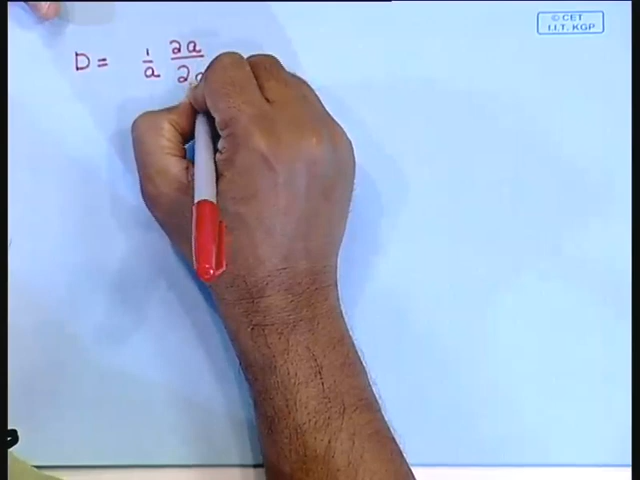 © CET
I.I.T. KGP
D = 1/a ∂a/∂